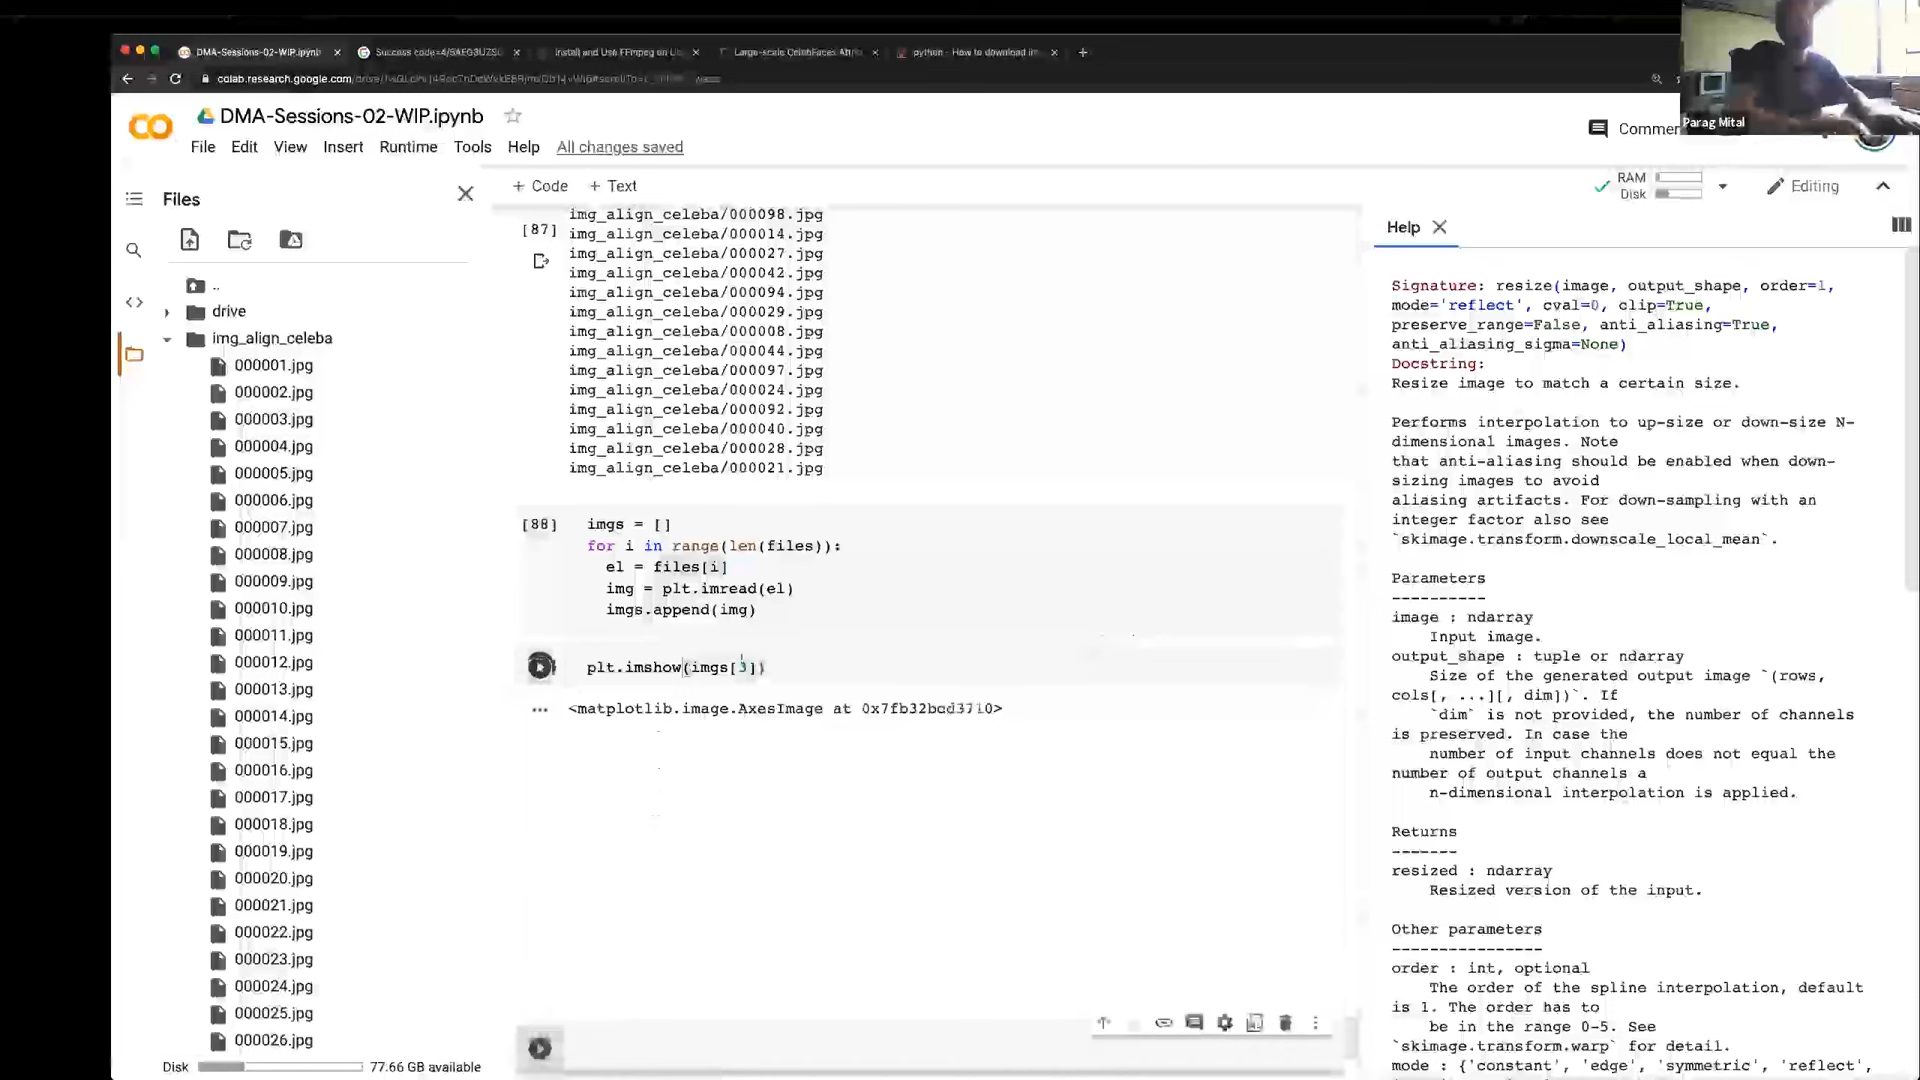 DMA-Sessions-02-WIP.ipynb
Install and Use FFmpeg on
Large-scale CelebFaces
python - How to download
colab.research.google.com
Parag Mital
CO DMA-Sessions-02-WIP.ipynb
File Edit View Insert Runtime Tools Help All changes saved
Files
+ Code + Text
RAM
Disk
Editing
..
drive
img_align_celeba
000001.jpg
000002.jpg
000003.jpg
000004.jpg
000005.jpg
000006.jpg
000007.jpg
000008.jpg
000009.jpg
000010.jpg
000011.jpg
000012.jpg
000013.jpg
000014.jpg
000015.jpg
000016.jpg
000017.jpg
000018.jpg
000019.jpg
000020.jpg
000021.jpg
000022.jpg
000023.jpg
000024.jpg
000025.jpg
000026.jpg
Disk 77.66 GB available
[87]
img_align_celeba/000098.jpg
img_align_celeba/000014.jpg
img_align_celeba/000027.jpg
img_align_celeba/000042.jpg
img_align_celeba/000094.jpg
img_align_celeba/000029.jpg
img_align_celeba/000008.jpg
img_align_celeba/000044.jpg
img_align_celeba/000097.jpg
img_align_celeba/000024.jpg
img_align_celeba/000092.jpg
img_align_celeba/000040.jpg
img_align_celeba/000028.jpg
img_align_celeba/000021.jpg
[88] imgs = []
for i in range(len(files)):
el = files[i]
img = plt.imread(el)
imgs.append(img)
plt.imshow(imgs[3])
<matplotlib.image.AxesImage at 0x7fb32bcd3710>
Help
Signature: resize(image, output_shape, order=1,
mode='reflect', cval=0, clip=True,
preserve_range=False, anti_aliasing=True,
anti_aliasing_sigma=None)
Docstring:
Resize image to match a certain size.
Performs interpolation to up-size or down-size N-
dimensional images. Note
that anti-aliasing should be enabled when down-
sizing images to avoid
aliasing artifacts. For down-sampling with an
integer factor also see
`skimage.transform.downscale_local_mean`.
Parameters
----------
image : ndarray
Input image.
output_shape : tuple or ndarray
Size of the generated output image `(rows,
cols[, ...][, dim])`. If
`dim` is not provided, the number of channels
is preserved. In case the
number of input channels does not equal the
number of output channels a
n-dimensional interpolation is applied.
Returns
-------
resized : ndarray
Resized version of the input.
Other parameters
----------------
order : int, optional
The order of the spline interpolation, default
is 1. The order has to
be in the range 0-5. See
`skimage.transform.warp` for detail.
mode : {'constant', 'edge', 'symmetric', 'reflect',